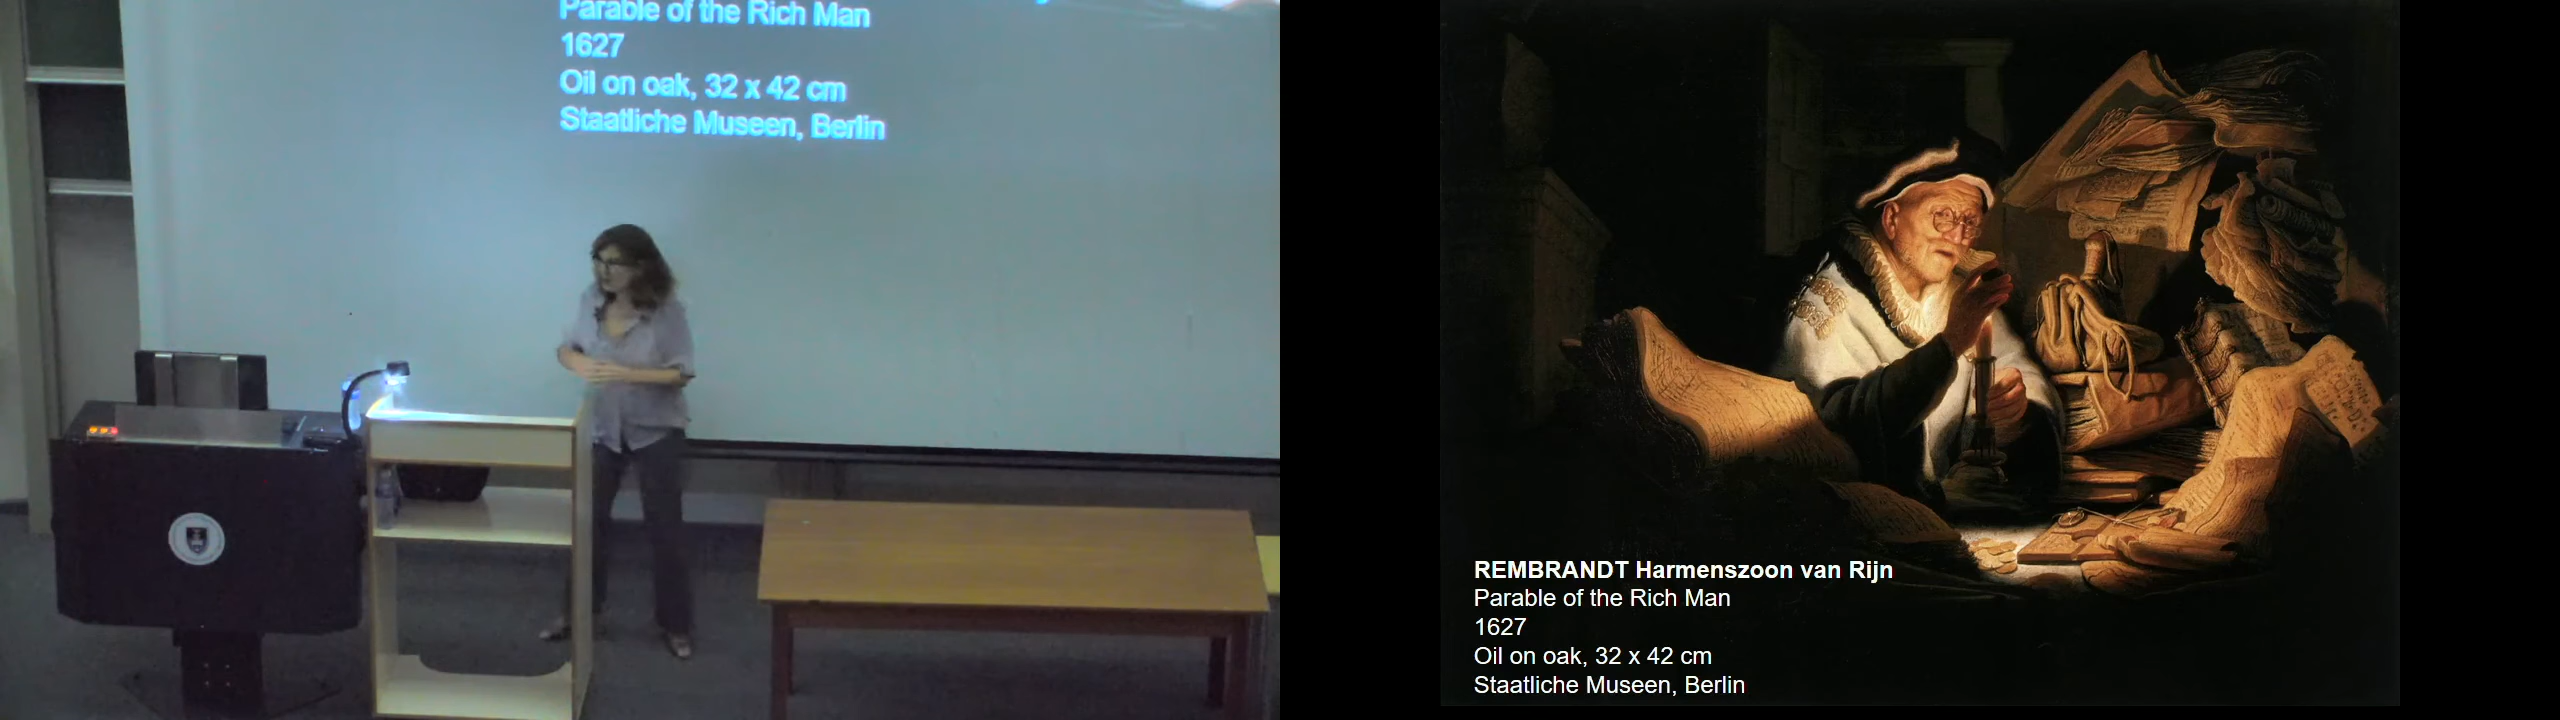 Parable of the Rich Man
1627
Oil on oak, 32 x 42 cm
Staatliche Museen, Berlin
REMBRANDT Harmenszoon van Rijn
Parable of the Rich Man
1627
Oil on oak, 32 x 42 cm
Staatliche Museen, Berlin